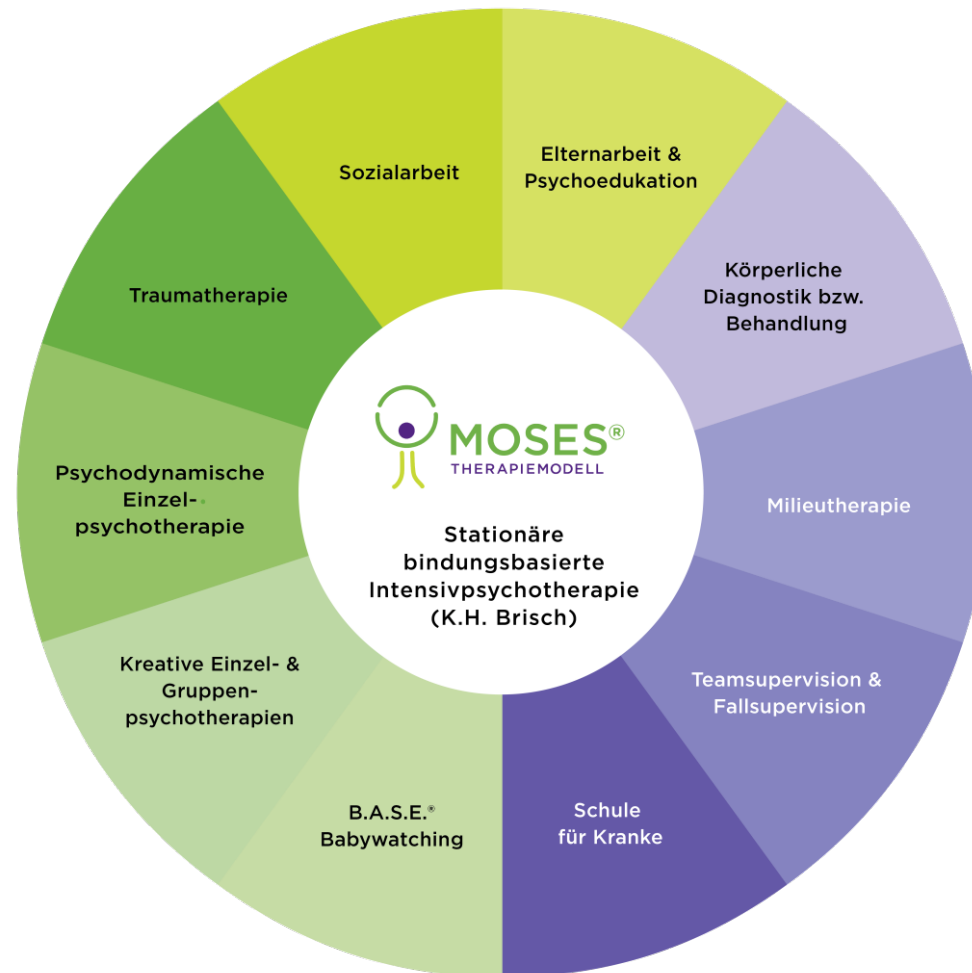 Sozialarbeit
Elternarbeit &
Psychoedukation
Körperliche
Diagnostik bzw.
Behandlung
Milieutherapie
Teamsupervision &
Fallsupervision
Schule
für Kranke
B.A.S.E.®
Babywatching
Kreative Einzel- &
Gruppen-
psychotherapien
Psychodynamische
Einzel-
psychotherapie
Traumatherapie
MOSES®
THERAPIEMODELL
Stationäre
bindungsbasierte
Intensivpsychotherapie
(K.H. Brisch)